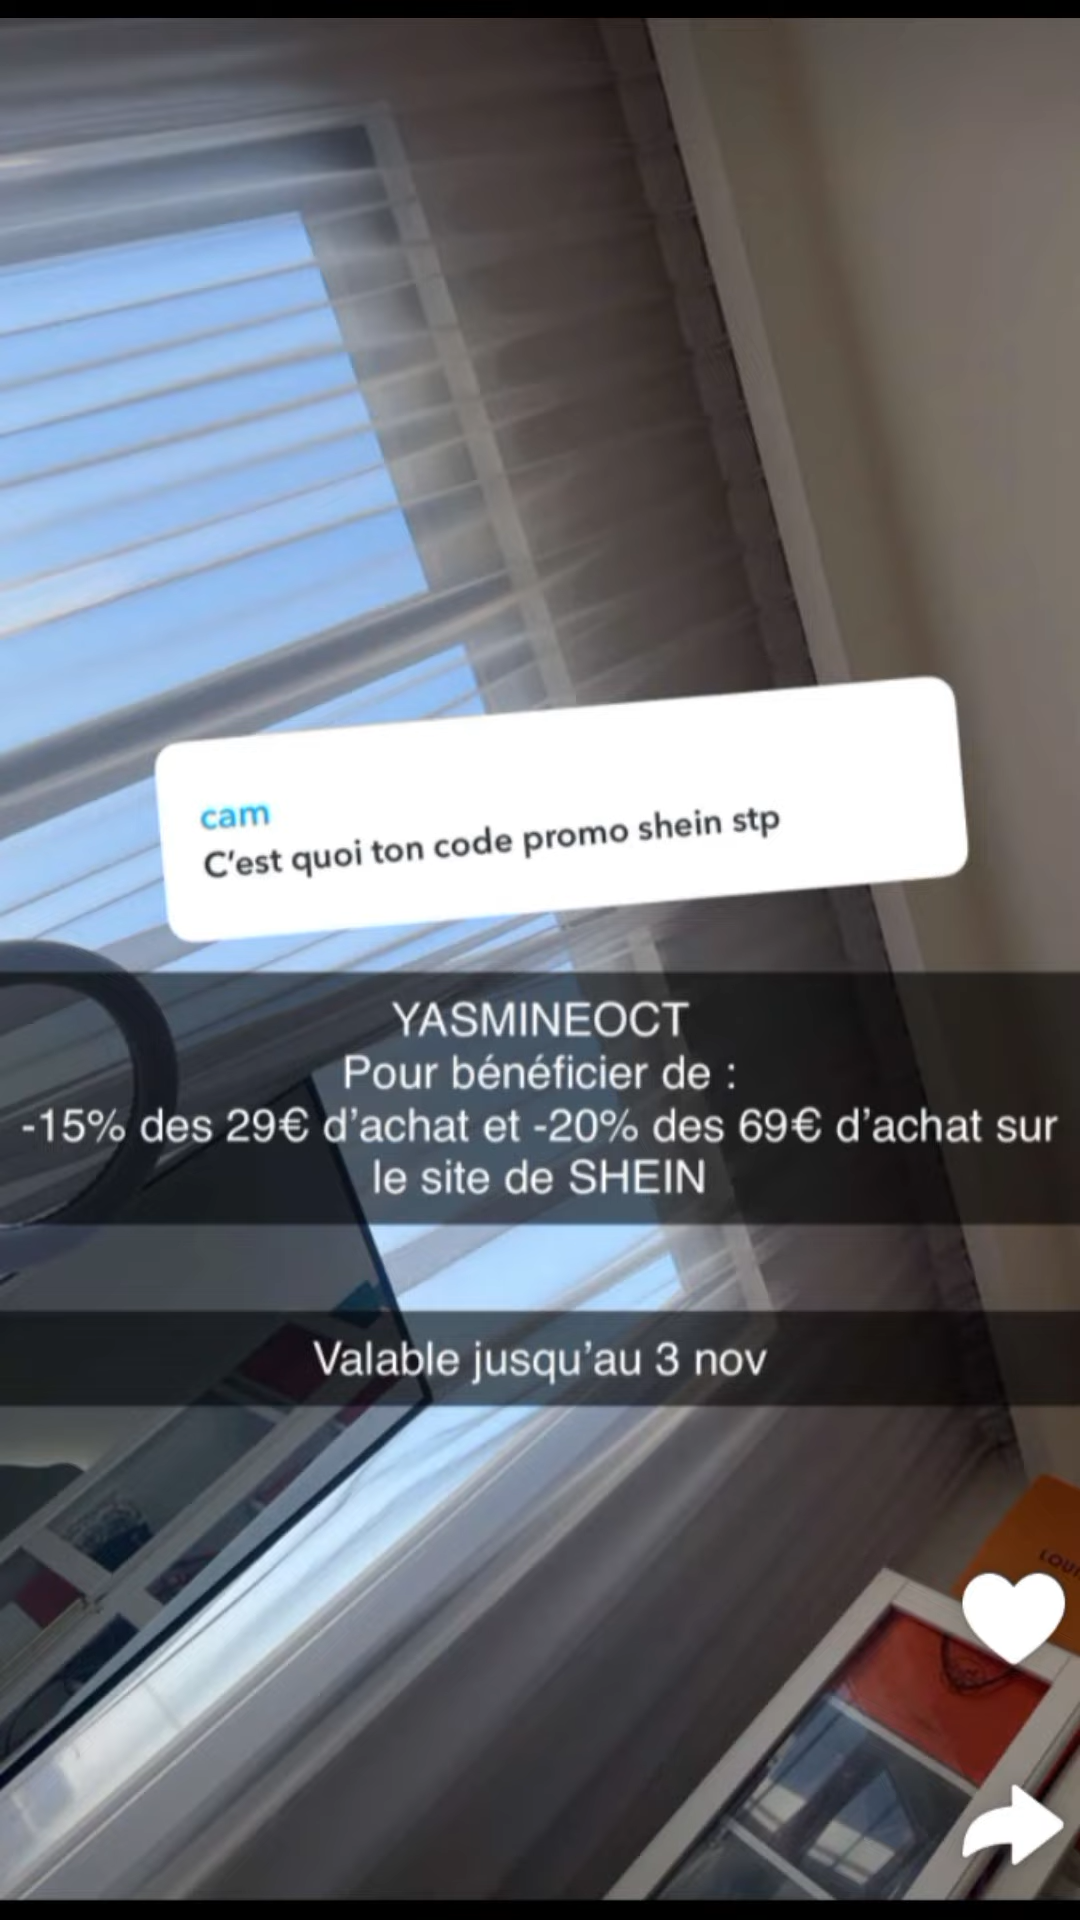 cam
C'est quoi ton code promo shein stp
YASMINEOCT
Pour bénéficier de :
-15% des 29€ d'achat et -20% des 69€ d'achat sur
le site de SHEIN
Valable jusqu'au 3 nov